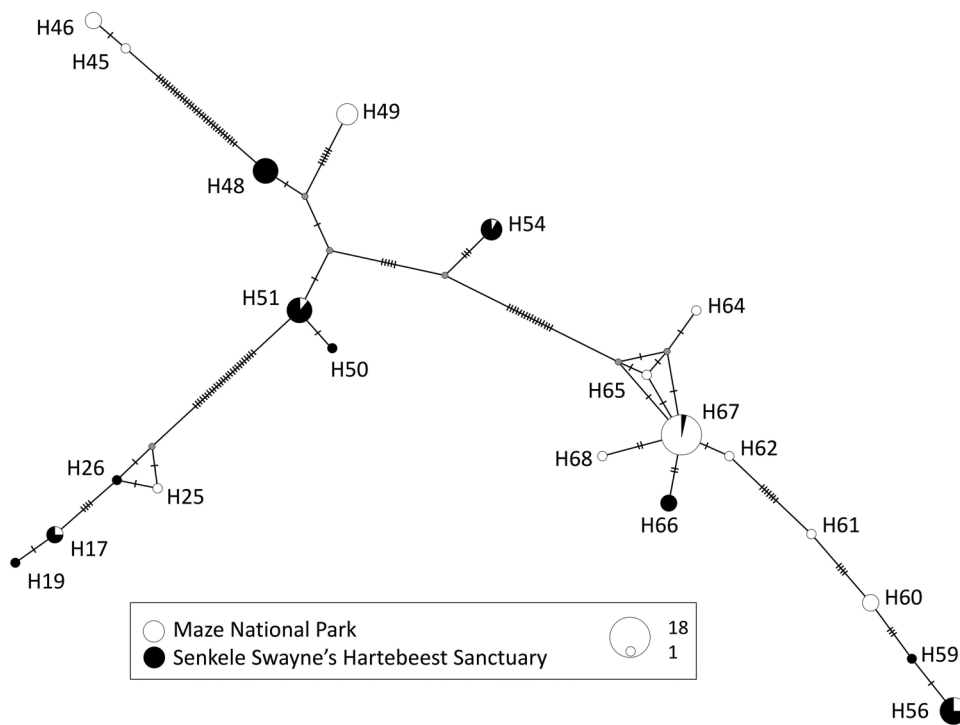 H46
H45
H49
H48
H54
H51
H64
H50
H65
H67
H68
H62
H26
H25
H66
H61
H17
H19
H60
Maze National Park
18
Senkele Swayne's Hartebeest Sanctuary
1
H59
H56